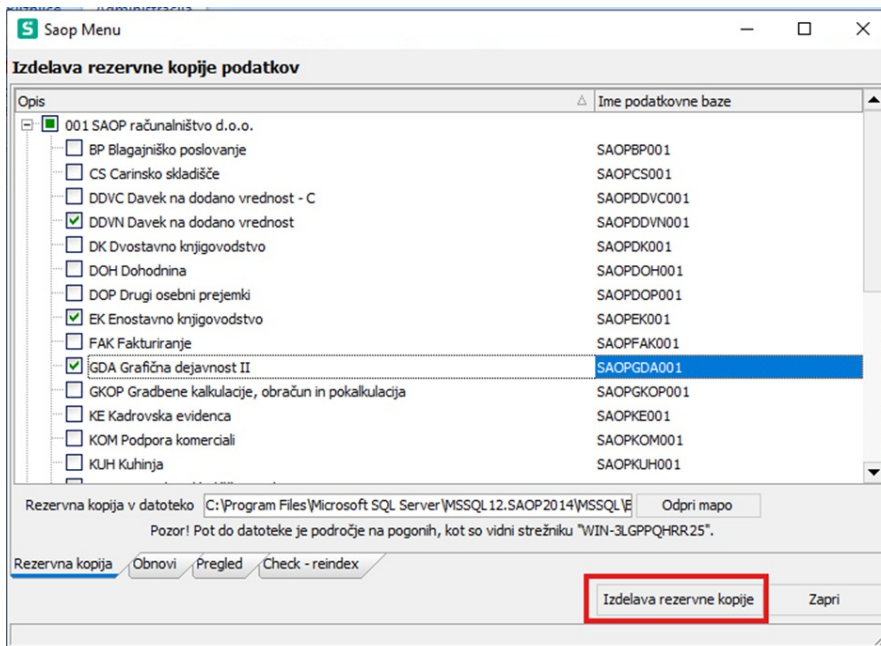 Administracija
S Saop Menu
Izdelava rezervne kopije podatkov
Opis Ime podatkovne baze
001 SAOP računalništvo d.o.o.
BP Blagajniško poslovanje SAOPBP001
CS Carinsko skladišče SAOPCS001
DDVC Davek na dodano vrednost - C SAOPDDVC001
DDVN Davek na dodano vrednost SAOPDDVN001
DK Dvostavno knjigovodstvo SAOPDK001
DOH Dohodnina SAOPDOH001
DOP Drugi osebni prejemki SAOPDOP001
EK Enostavno knjigovodstvo SAOPEK001
FAK Fakturiranje SAOPFAK001
GDA Grafična dejavnost II SAOPGDA001
GKOP Gradbene kalkulacije, obračun in pokalkulacija SAOPGKOP001
KE Kadrovska evidenca SAOPKE001
KOM Podpora komerciali SAOPKOM001
KUH Kuhinja SAOPKUH001
Rezervna kopija v datoteko C:\Program Files\Microsoft SQL Server\MSSQL12.SAOP2014\MSSQL\ Odpri mapo
Pozor! Pot do datoteke je področje na pogonih, kot so vidni strežniku "WIN-3LGPPQHRR25".
Rezervna kopija Obnovi Pregled Check - reindex
Izdelava rezervne kopije Zapri